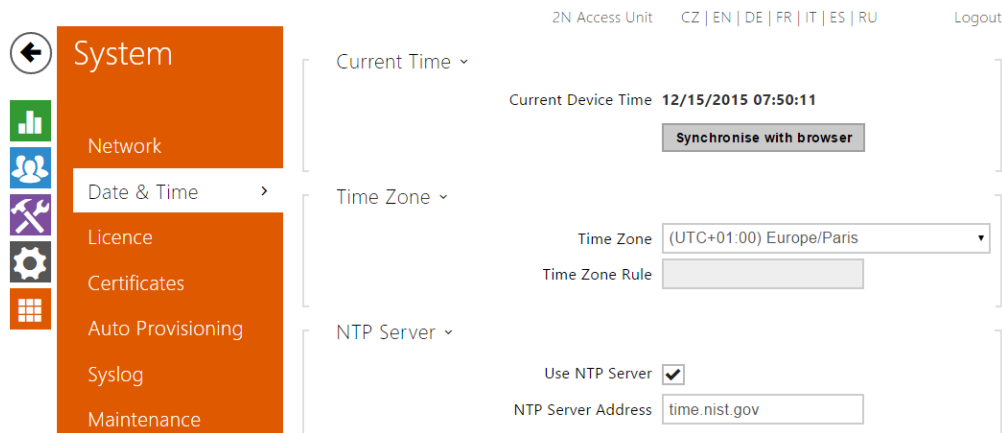 2N Access Unit CZ | EN | DE | FR | IT | ES | RU Logout
System
Network
Date & Time
Licence
Certificates
Auto Provisioning
Syslog
Maintenance
Current Time
Current Device Time 12/15/2015 07:50:11
Synchronise with browser
Time Zone
Time Zone (UTC+01:00) Europe/Paris
Time Zone Rule
NTP Server
Use NTP Server
NTP Server Address time.nist.gov